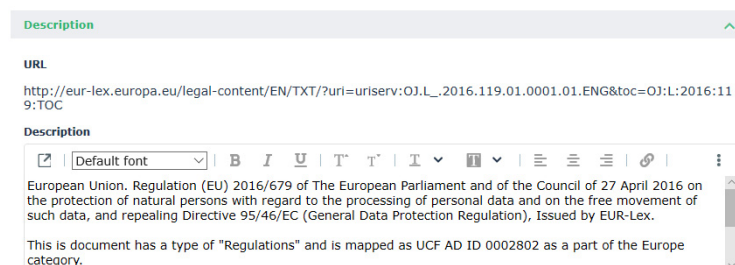 Description
URL
http://eur-lex.europa.eu/legal-content/EN/TXT/?uri=uriserv:OJ.L_.2016.119.01.0001.01.ENG&toc=OJ:L:2016:11
9:TOC
Description
Default font B I U T T T T
European Union. Regulation (EU) 2016/679 of The European Parliament and of the Council of 27 April 2016 on
the protection of natural persons with regard to the processing of personal data and on the free movement of
such data, and repealing Directive 95/46/EC (General Data Protection Regulation), Issued by EUR-Lex.
This is document has a type of "Regulations" and is mapped as UCF AD ID 0002802 as a part of the Europe
category.